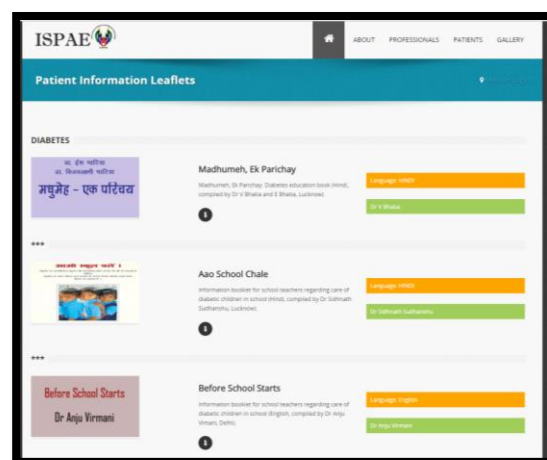 ISPAE
ABOUT PROFESSIONALS PATIENTS GALLERY
Patient Information Leaflets
DIABETES
डा. ईश भाटिया
डा. विजयलक्ष्मी भाटिया
मधुमेह - एक परिचय
Madhumeh, Ek Parichay
Madhumeh, Ek Parichay: Diabetes education book (Hindi, compiled by Dr V Bhatia and E Bhatia, Lucknow)
Language: HINDI
Dr V Bhatia
***
Aao School Chale
Information booklet for school teachers regarding care of
diabetic children in school (Hindi, compiled by Dr Sidhnath
Sudhanshu, Lucknow)
Language: HINDI
Dr Sidhnath Sudhanshu
***
Before School Starts
Dr Anju Virmani
Before School Starts
Information booklet for school teachers regarding care of
diabetic children in school (English, compiled by Dr Anju
Virmani, Delhi)
Language: English
Dr Anju Virmani